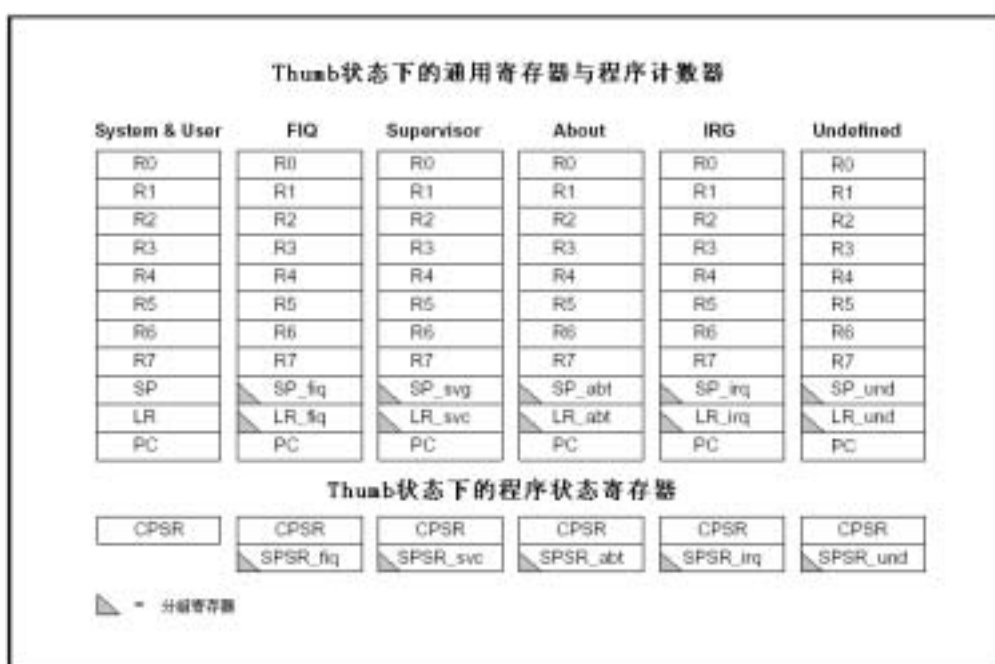 Thumb状态下的通用寄存器与程序计数器
System & User FIQ Supervisor About IRG Undefined
R0 R0 R0 R0 R0 R0
R1 R1 R1 R1 R1 R1
R2 R2 R2 R2 R2 R2
R3 R3 R3 R3 R3 R3
R4 R4 R4 R4 R4 R4
R5 R5 R5 R5 R5 R5
R6 R6 R6 R6 R6 R6
R7 R7 R7 R7 R7 R7
SP SP_fiq SP_svg SP_abt SP_irq SP_und
LR LR_fiq LR_svc LR_abt LR_irq LR_und
PC PC PC PC PC PC
Thumb状态下的程序状态寄存器
CPSR CPSR CPSR CPSR CPSR CPSR
SPSR_fiq SPSR_svc SPSR_abt SPSR_irq SPSR_und
= 分组寄存器